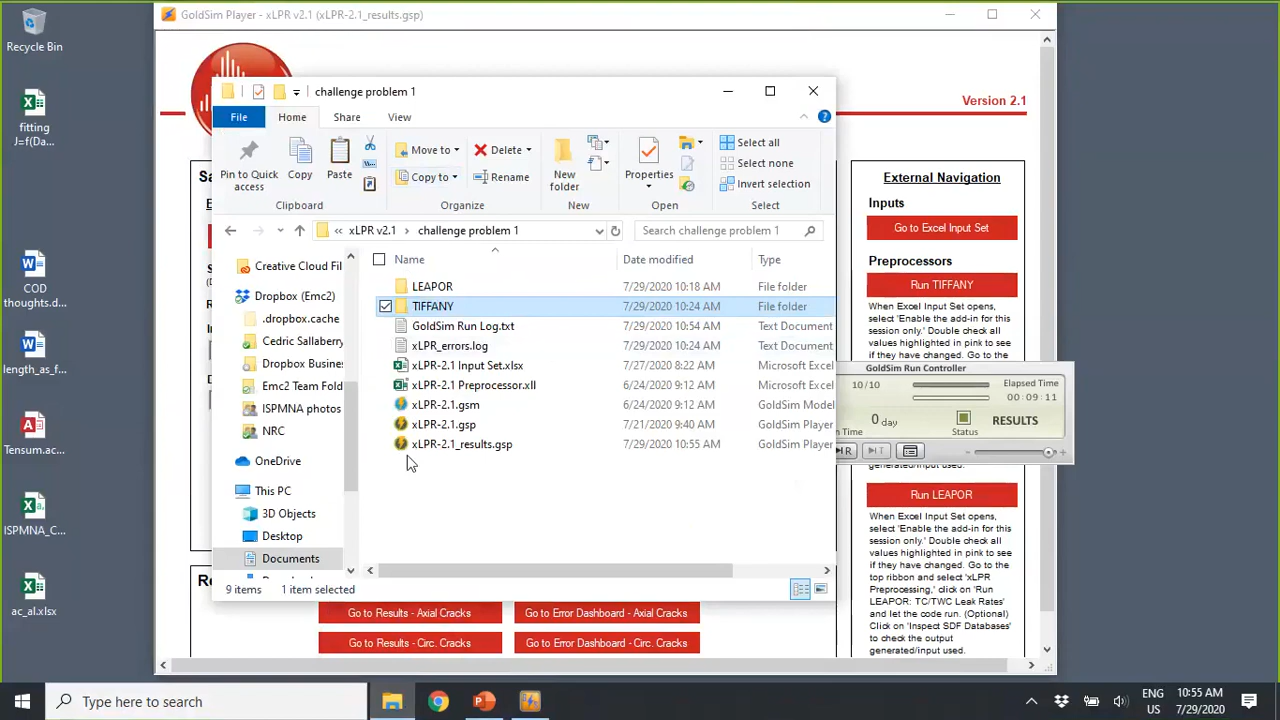 GoldSim Player - xLPR v2.1 (xLPR-2.1_results.gsp)
Recycle Bin
fitting
J=f(Da...
COD
thoughts.d...
length_as_f...
Tensum.ac...
ISPMNA_C...
ac_al.xlsx
Version 2.1
challenge problem 1
File
Home
Share
View
Pin to Quick
access
Copy
Paste
Move to
Copy to
Delete
Rename
New
folder
Properties
Select all
Select none
Invert selection
Clipboard
Organize
New
Open
Select
« xLPR v2.1 › challenge problem 1
Search challenge problem 1
Creative Cloud Fil
Dropbox (Emc2)
.dropbox.cache
Cedric Sallaberry
Dropbox Busines
Emc2 Team Fold
ISPMNA photos
NRC
OneDrive
This PC
3D Objects
Desktop
Documents
Name Date modified Type
LEAPOR 7/29/2020 10:18 AM File folder
TIFFANY 7/29/2020 10:24 AM File folder
GoldSim Run Log.txt 7/29/2020 10:54 AM Text Document
xLPR_errors.log 7/29/2020 10:24 AM Text Document
xLPR-2.1 Input Set.xlsx 7/27/2020 8:22 AM Microsoft Excel
xLPR-2.1 Preprocessor.xll 6/24/2020 9:12 AM Microsoft Excel
xLPR-2.1.gsm 6/24/2020 9:12 AM GoldSim Model
xLPR-2.1.gsp 7/21/2020 9:40 AM GoldSim Player
xLPR-2.1_results.gsp 7/29/2020 10:55 AM GoldSim Player
9 items 1 item selected
External Navigation
Inputs
Go to Excel Input Set
Preprocessors
Run TIFFANY
When Excel Input Set opens,
select 'Enable the add-in for this
session only.' Double check all
values highlighted in pink to see
if they have changed. Go to the
GoldSim Run Controller
10/10
Elapsed Time
00:09:11
n Time
0 day
Status
RESULTS
generated/input used.
Run LEAPOR
When Excel Input Set opens,
select 'Enable the add-in for this
session only.' Double check all
values highlighted in pink to see
if they have changed. Go to the
top ribbon and select 'xLPR
Preprocessing,' click on 'Run
LEAPOR: TC/TWC Leak Rates'
and let the code run. (Optional)
Click on 'Inspect SDF Databases'
to check the output
generated/input used.
Go to Results - Axial Cracks
Go to Error Dashboard - Axial Cracks
Go to Results - Circ. Cracks
Go to Error Dashboard - Circ. Cracks
Type here to search
ENG
US
10:55 AM
7/29/2020